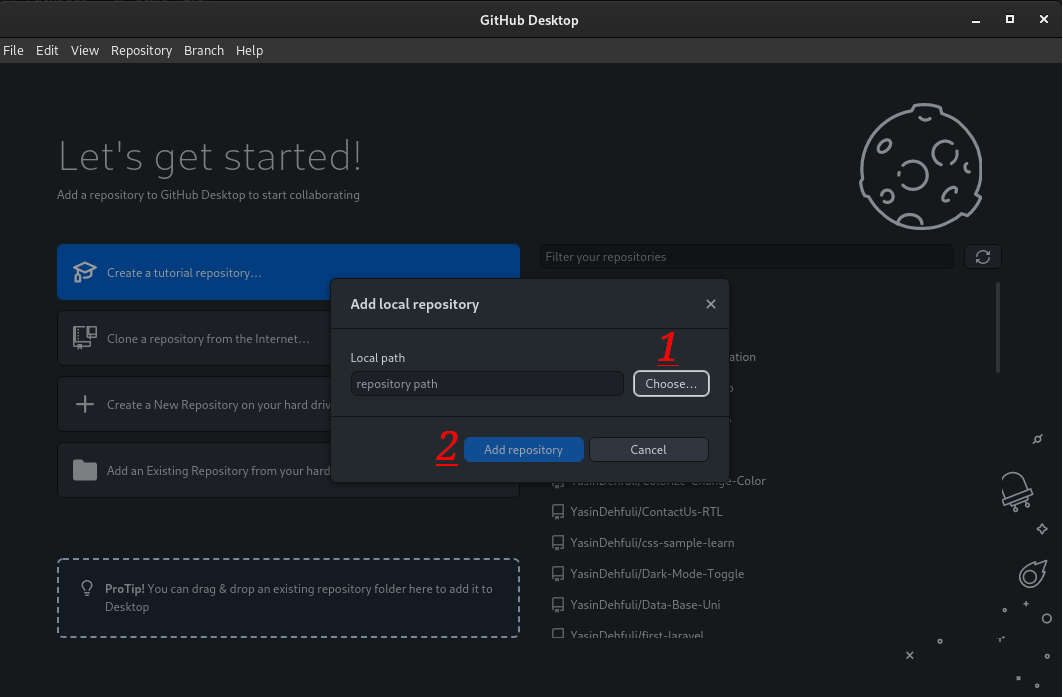 GitHub Desktop
File Edit View Repository Branch Help
Let's get started!
Add a repository to GitHub Desktop to start collaborating
Create a tutorial repository...
Filter your repositories
Clone a repository from the Internet...
Create a New Repository on your hard
Add an Existing Repository from your hard
Add local repository
1
Local path
repository path
Choose...
2
Add repository
Cancel
YasinDehfuli/Colorize-Change-Color
YasinDehfuli/ContactUs-RTL
YasinDehfuli/css-sample-learn
YasinDehfuli/Dark-Mode-Toggle
YasinDehfuli/Data-Base-Uni
YasinDehfuli/first-laravel
ProTip! You can drag & drop an existing repository folder here to add it to
Desktop